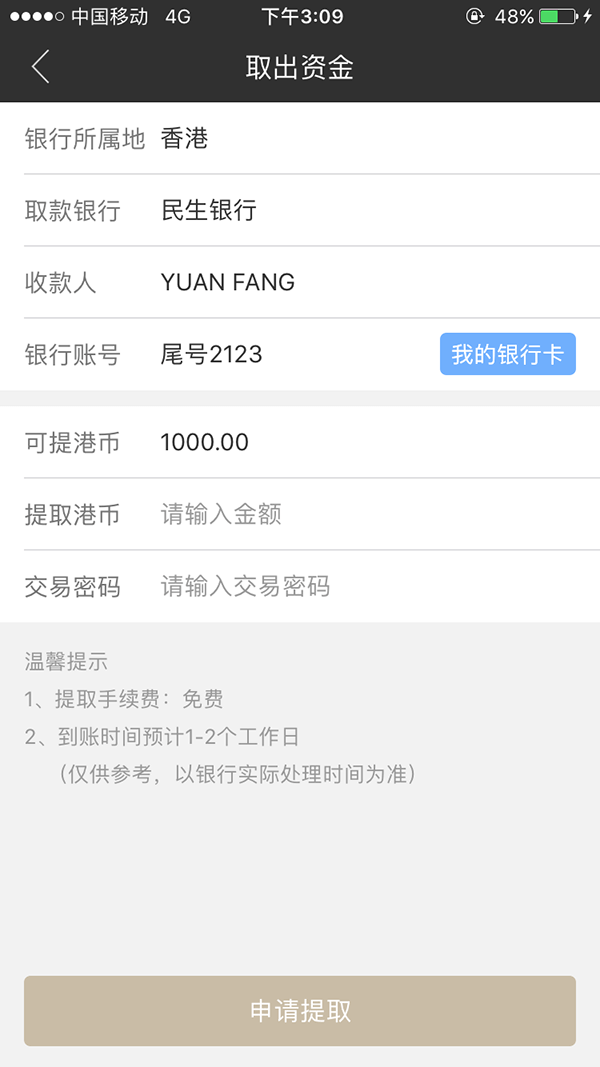 中国移动 4G 下午3:09 48%
取出资金
银行所属地 香港
取款银行 民生银行
收款人 YUAN FANG
银行账号 尾号2123 我的银行卡
可提港币 1000.00
提取港币 请输入金额
交易密码 请输入交易密码
温馨提示
1、提取手续费：免费
2、到账时间预计1-2个工作日
（仅供参考，以银行实际处理时间为准）
申请提取